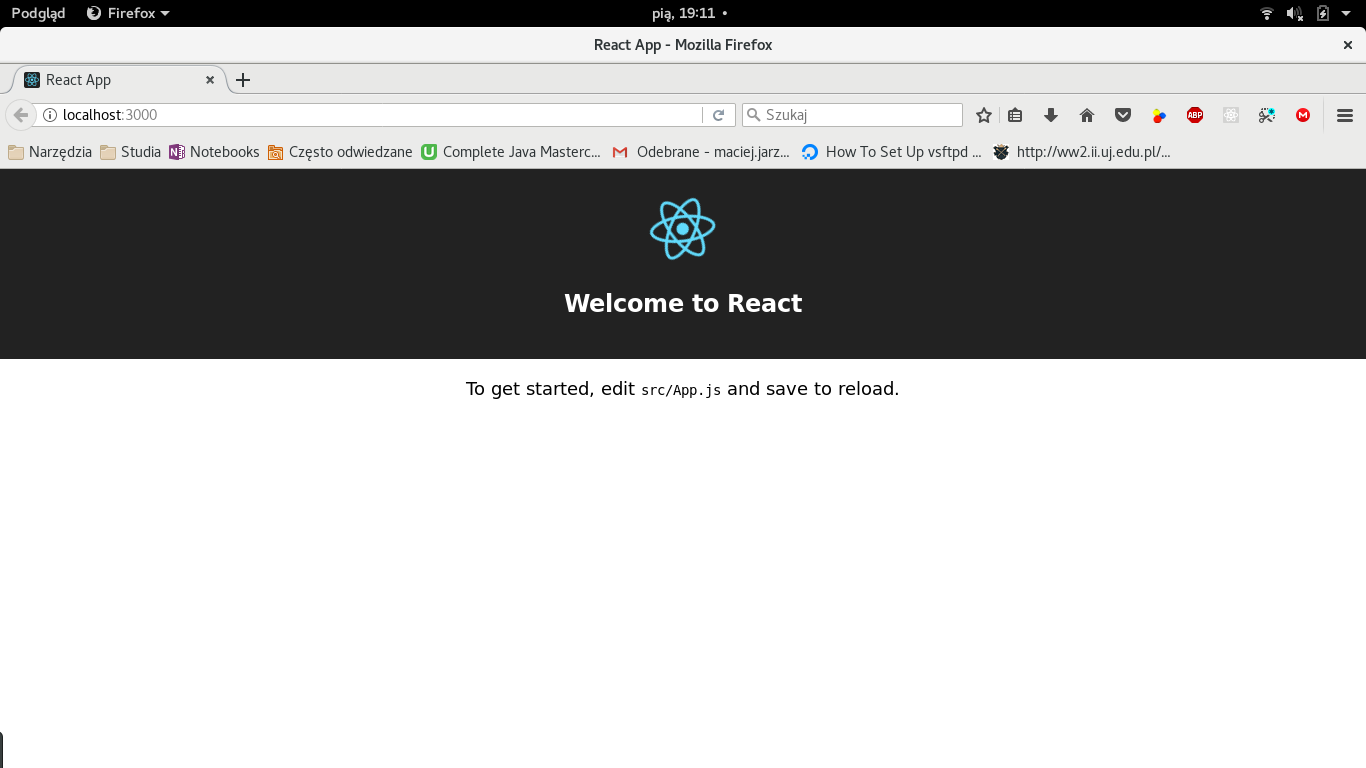 Podgląd Firefox pią, 19:11
React App - Mozilla Firefox
React App
localhost:3000 Szukaj ABP M
Narzędzia Studia Notebooks Często odwiedzane Complete Java Masterc... Odebrane - maciej.jarz... How To Set Up vsftpd ... http://ww2.ii.uj.edu.pl/...
Welcome to React
To get started, edit src/App.js and save to reload.